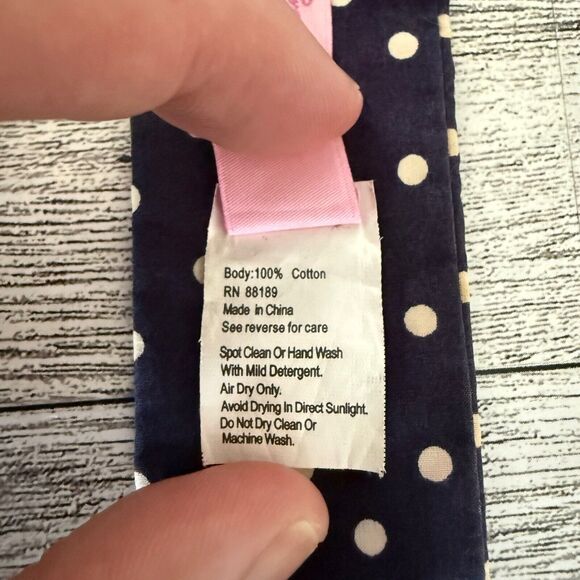 Body:100% Cotton
RN 88189
Made in China
See reverse for care
Spot Clean Or Hand Wash
With Mild Detergent.
Air Dry Only.
Avoid Drying In Direct Sunlight.
Do Not Dry Clean Or
Machine Wash.